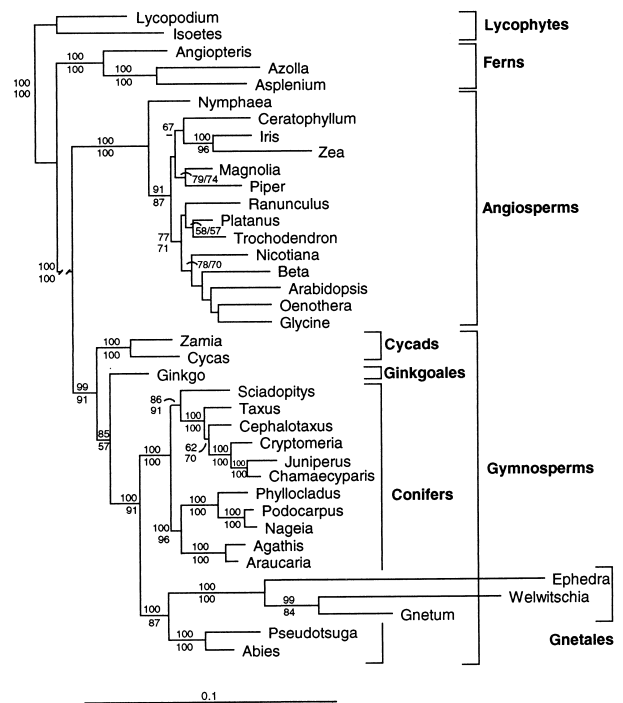 Lycopodium
Isoetes
Lycophytes
Angiopteris
100
100
100
100
Azolla
Asplenium
Ferns
100
100
Nymphaea
Ceratophyllum
67
Iris
100
96
Zea
100
100
Magnolia
79/74
Piper
91
87
Ranunculus
Angiosperms
Platanus
58/57
Trochodendron
77
71
Nicotiana
78/70
Beta
100
100
Arabidopsis
Oenothera
Glycine
Zamia
100
100
Cycas
Cycads
Ginkgo
Ginkgoales
99
91
Sciadopitys
86
91
Taxus
100
100
Cephalotaxus
85
57
Cryptomeria
62
70
100
100
Juniperus
100
100
Chamaecyparis
100
100
Gymnosperms
Phyllocladus
100
100
Conifers
100
91
Podocarpus
100
100
Nageia
100
96
Agathis
100
100
Araucaria
Ephedra
100
100
Welwitschia
99
84
Gnetum
100
87
Pseudotsuga
100
100
Abies
Gnetales
0.1